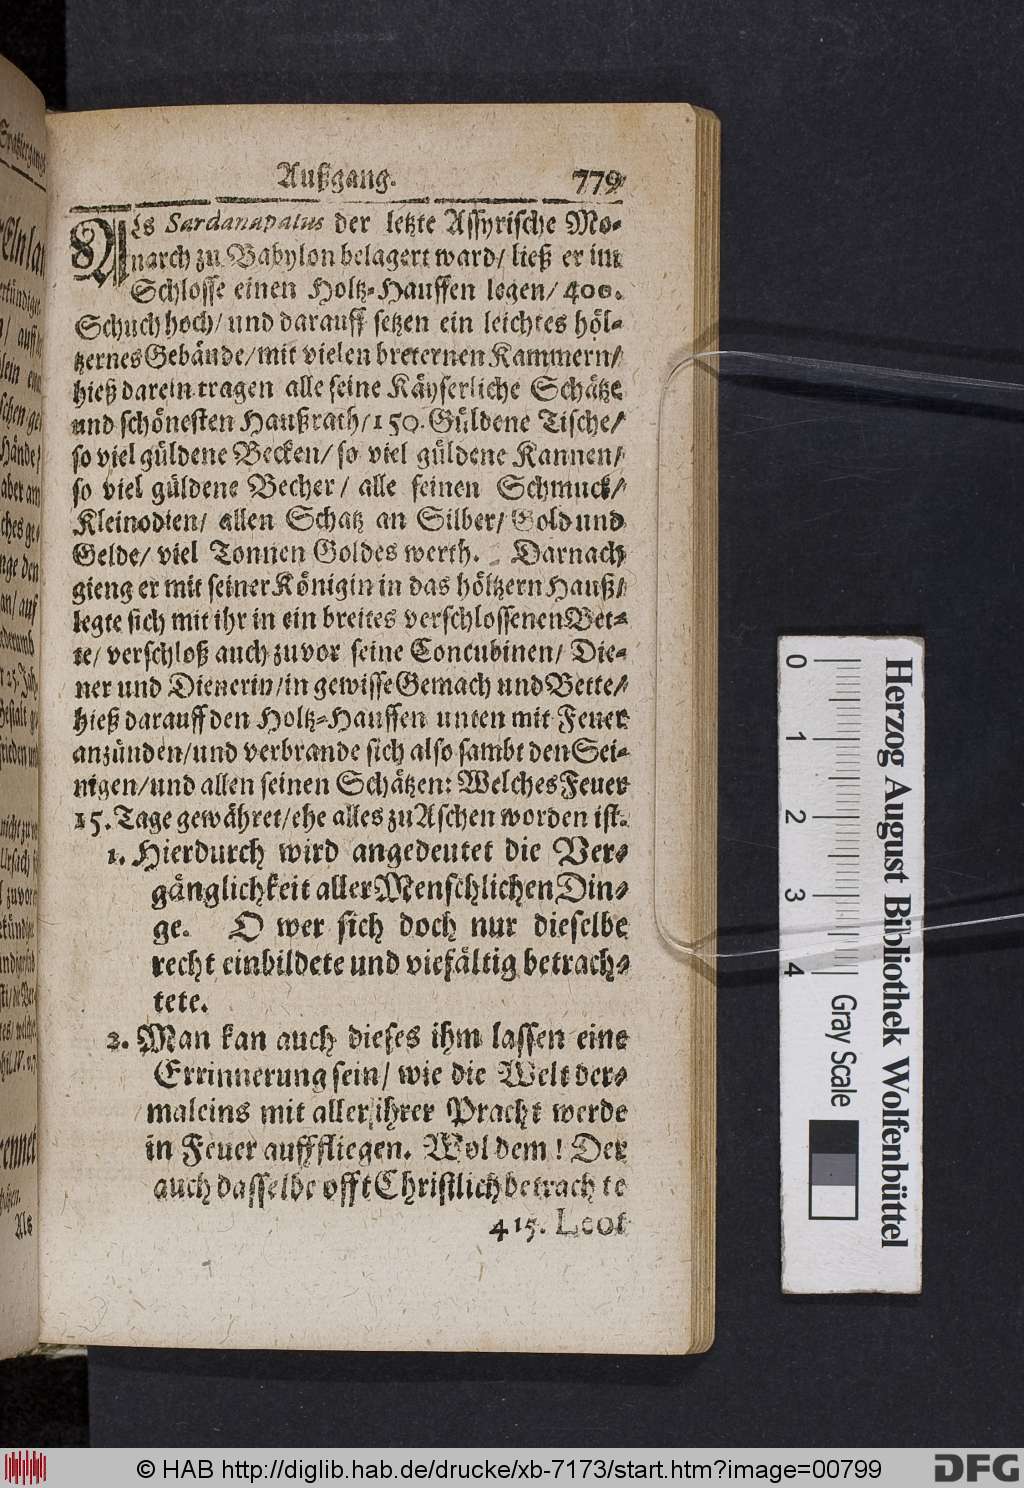 Außgang. 779
Als Sardanapalus der letzte Assyrische Mo-
narch zu Babylon belagert ward/ ließ er im
Schlosse einen Holtz-Hauffen legen/ 400.
Schuch hoch/ und darauff setzen ein leichtes höl-
tzernes Gebäude/ mit vielen breternen Kammern/
hieß darein tragen alle seine Käyserliche Schätze
und schönesten Haußrath/ 150. Güldene Tische/
so viel güldene Becken/ so viel güldene Kannen/
so viel güldene Becher/ alle seinen Schmuck/
Kleinodien/ allen Schatz an Silber/ Gold und
Gelde/ viel Tonnen Goldes werth. Darnach
gieng er mit seiner Königin in das höltzern Hauß/
legte sich mit ihr in ein breites verschlossenen Bet-
te/ verschloß auch zuvor seine Concubinen/ Die-
ner und Dienerin/ in gewisse Gemach und Bette/
hieß darauff den Holtz-Hauffen unten mit Feuer
anzünden/ und verbrande sich also sambt den Sei-
nigen/ und allen seinen Schätzen: Welches Feuer
15. Tage gewähret/ ehe alles zu Aschen worden ist.
1. Hierdurch wird angedeutet die Ver-
gänglichkeit aller Menschlichen Din-
ge. O wer sich doch nur dieselbe
recht einbildete und viefältig betrach-
tete.
2. Man kan auch dieses ihm lassen eine
Errinnerung sein/ wie die Welt der-
maleins mit aller ihrer Pracht werde
in Feuer aufffliegen. Wol dem! Der
auch dasselbe offt Christlich betrachte
415. Leot
Als
0 1 2 3 4
Gray Scale
Herzog August Bibliothek Wolfenbüttel
© HAB http://diglib.hab.de/drucke/xb-7173/start.htm?image=00799
DFG